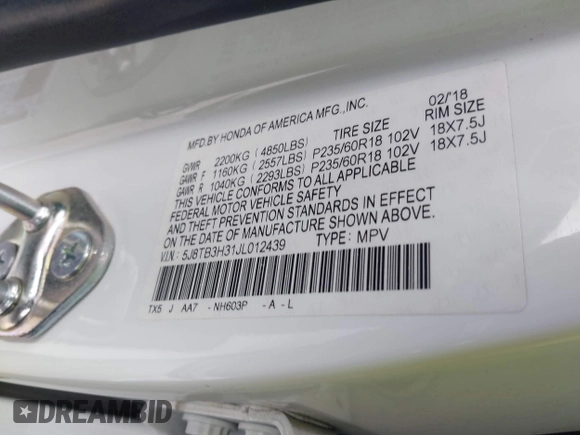 MFD.BY HONDA OF AMERICA MFG.,INC. 02/'18
TIRE SIZE RIM SIZE
GVWR 2200KG ( 4850LBS)
GAWR F 1160KG ( 2557LBS) P235/60R18 102V 18X7.5J
GAWR R 1040KG ( 2293LBS) P235/60R18 102V 18X7.5J
THIS VEHICLE CONFORMS TO ALL APPLICABLE
FEDERAL MOTOR VEHICLE SAFETY
AND THEFT PREVENTION STANDARDS IN EFFECT
ON THE DATE OF MANUFACTURE SHOWN ABOVE.
V.I.N : 5J8TB3H31JL012439 TYPE: MPV
TX5 J AA7 - NH603P - A - L
DREAMBID